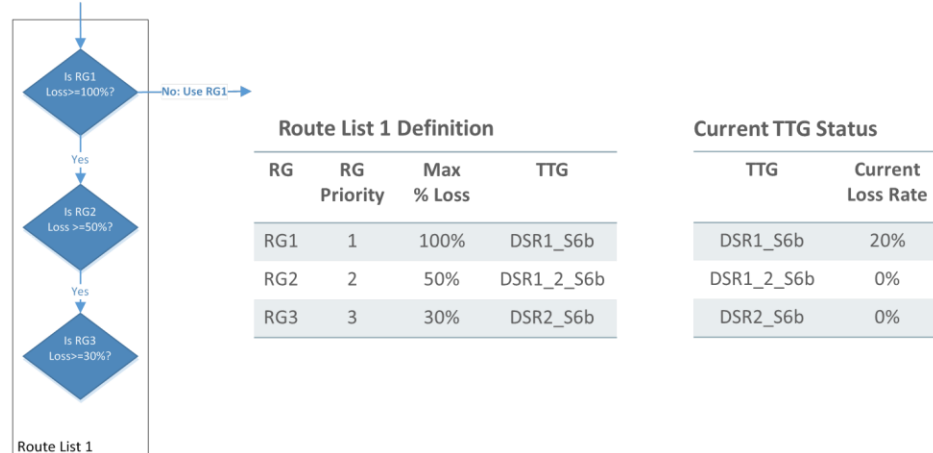 Is RG1
Loss>=100%?
No: Use RG1
Yes
Is RG2
Loss >=50%?
Yes
Is RG3
Loss>=30%?
Route List 1
Route List 1 Definition
RG RG Max TTG
Priority % Loss
RG1 1 100% DSR1_S6b
RG2 2 50% DSR1_2_S6b
RG3 3 30% DSR2_S6b
Current TTG Status
TTG Current
Loss Rate
DSR1_S6b 20%
DSR1_2_S6b 0%
DSR2_S6b 0%